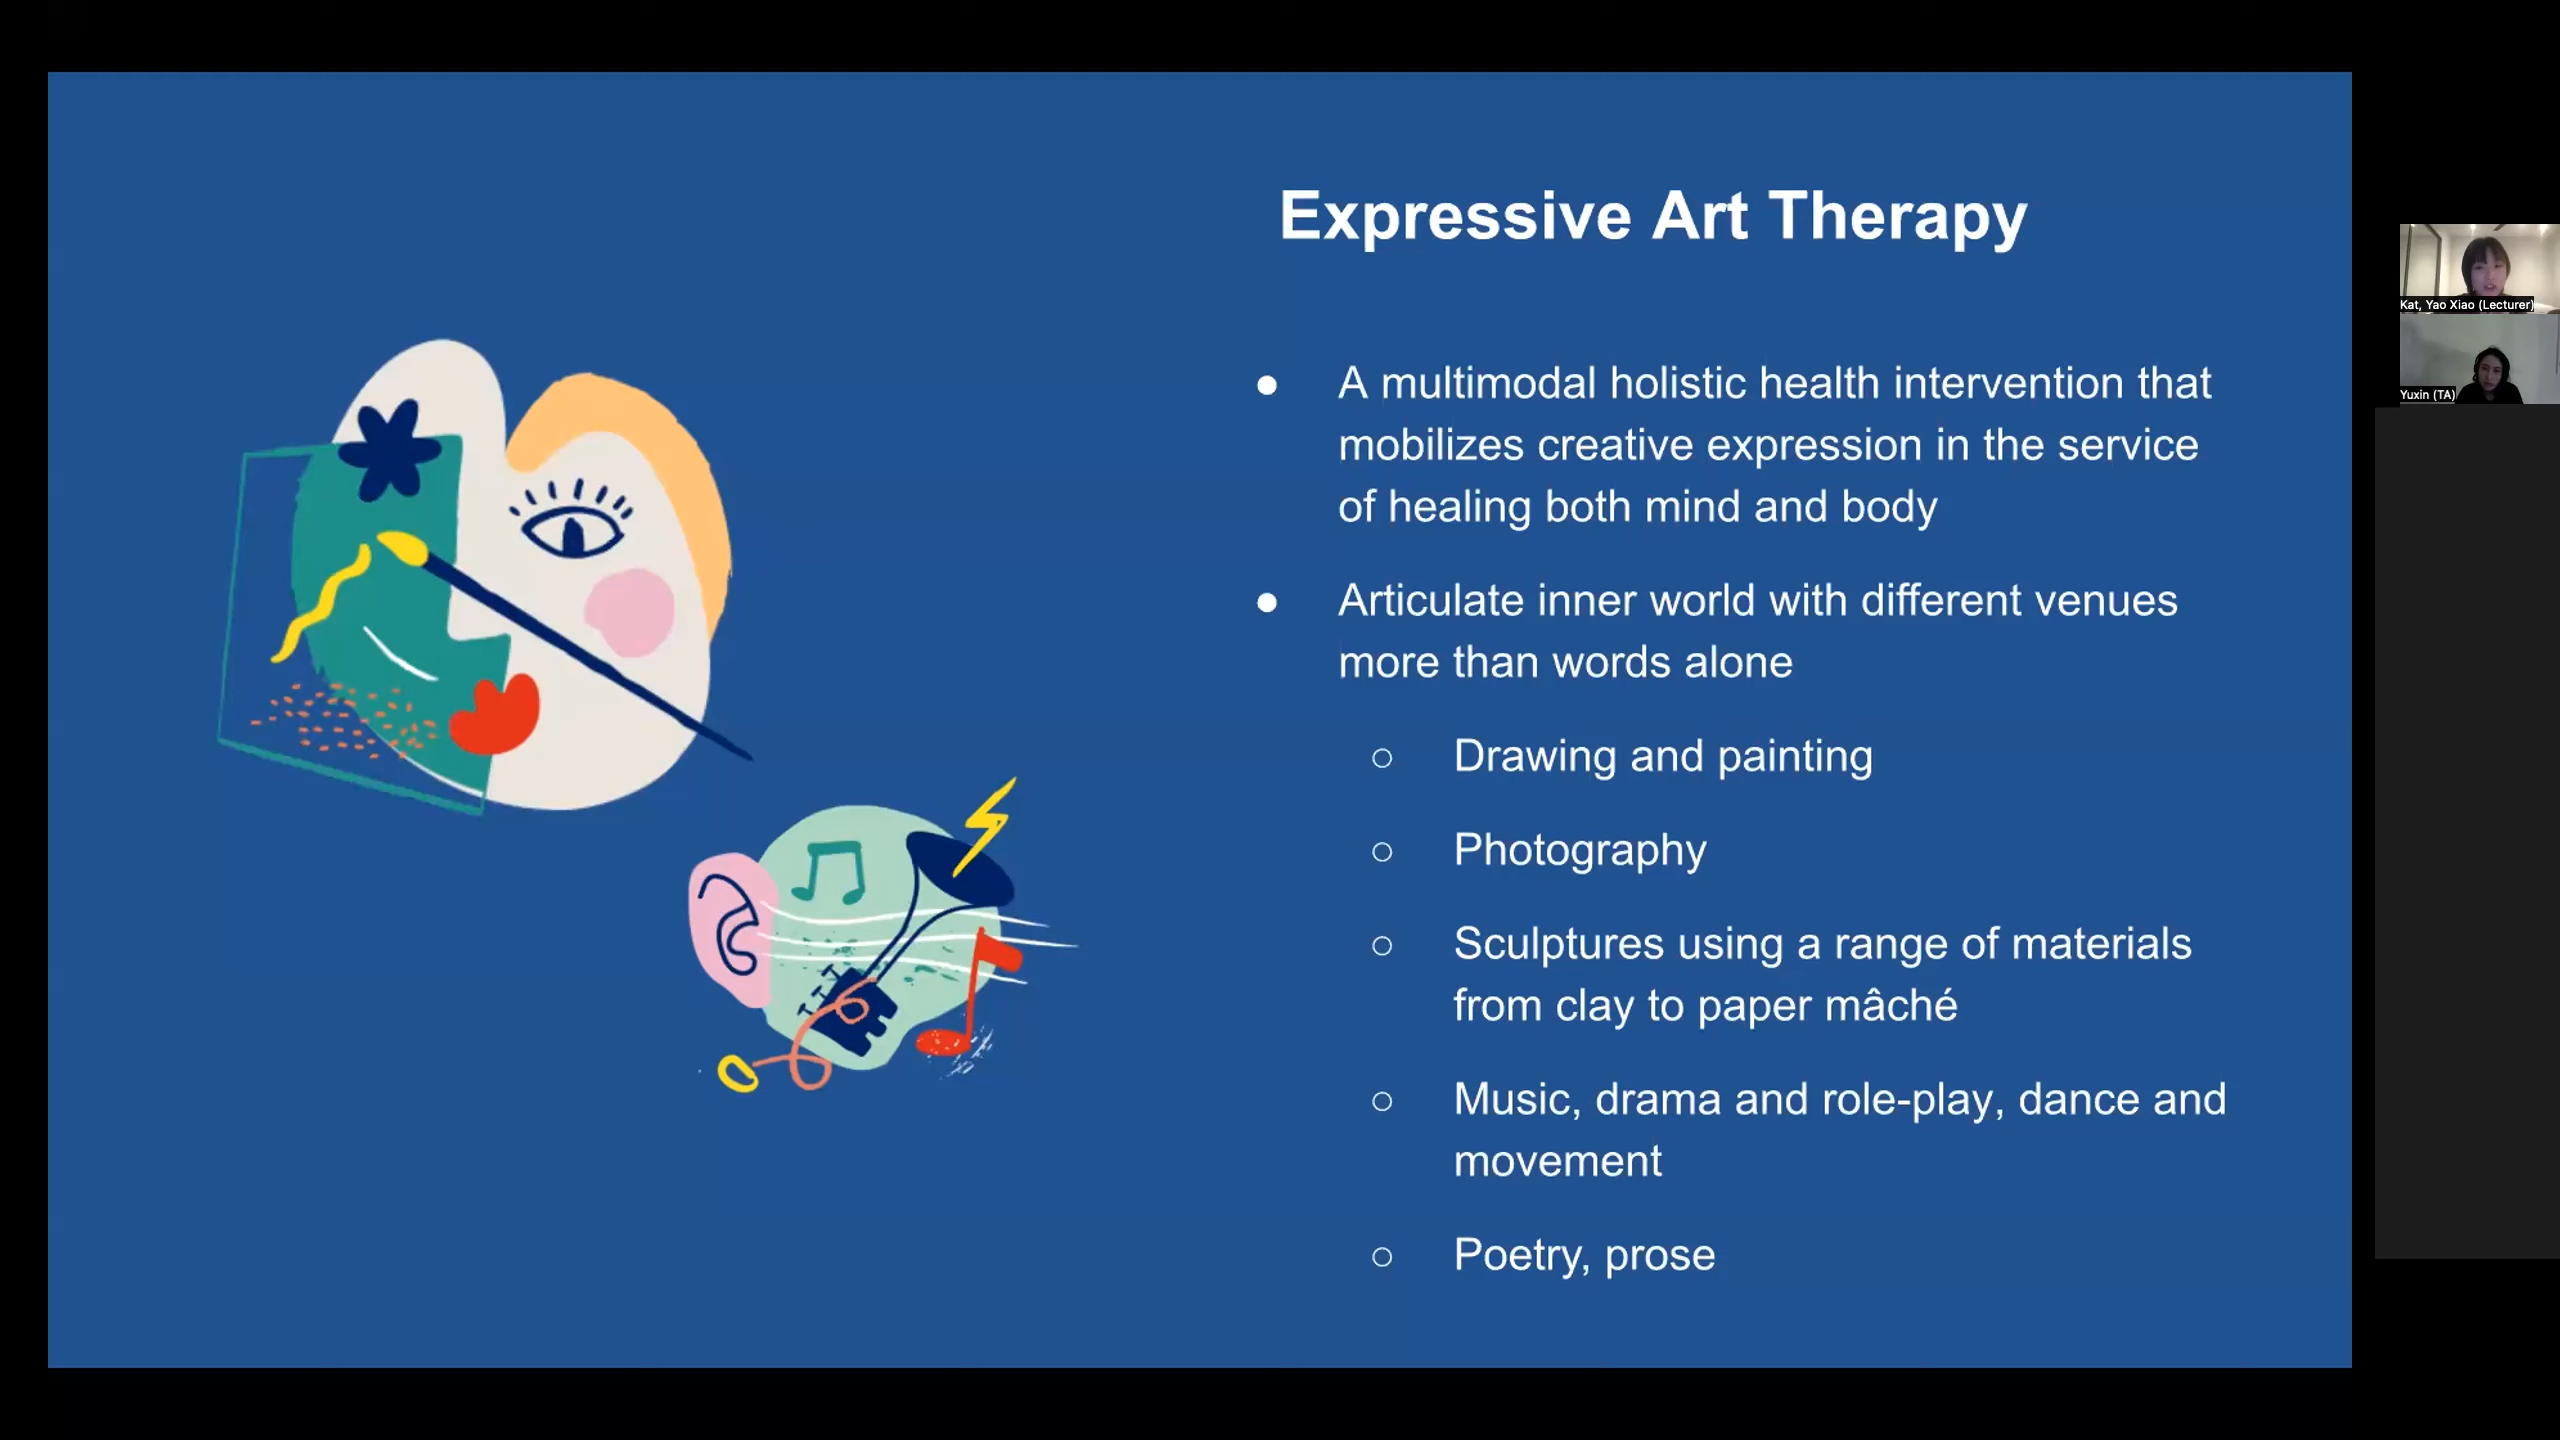 Expressive Art Therapy
● A multimodal holistic health intervention that
mobilizes creative expression in the service
of healing both mind and body
● Articulate inner world with different venues
more than words alone
○ Drawing and painting
○ Photography
○ Sculptures using a range of materials
from clay to paper mâché
○ Music, drama and role-play, dance and
movement
○ Poetry, prose
Kat, Yao Xiao (Lecturer)
Yuxin (TA)